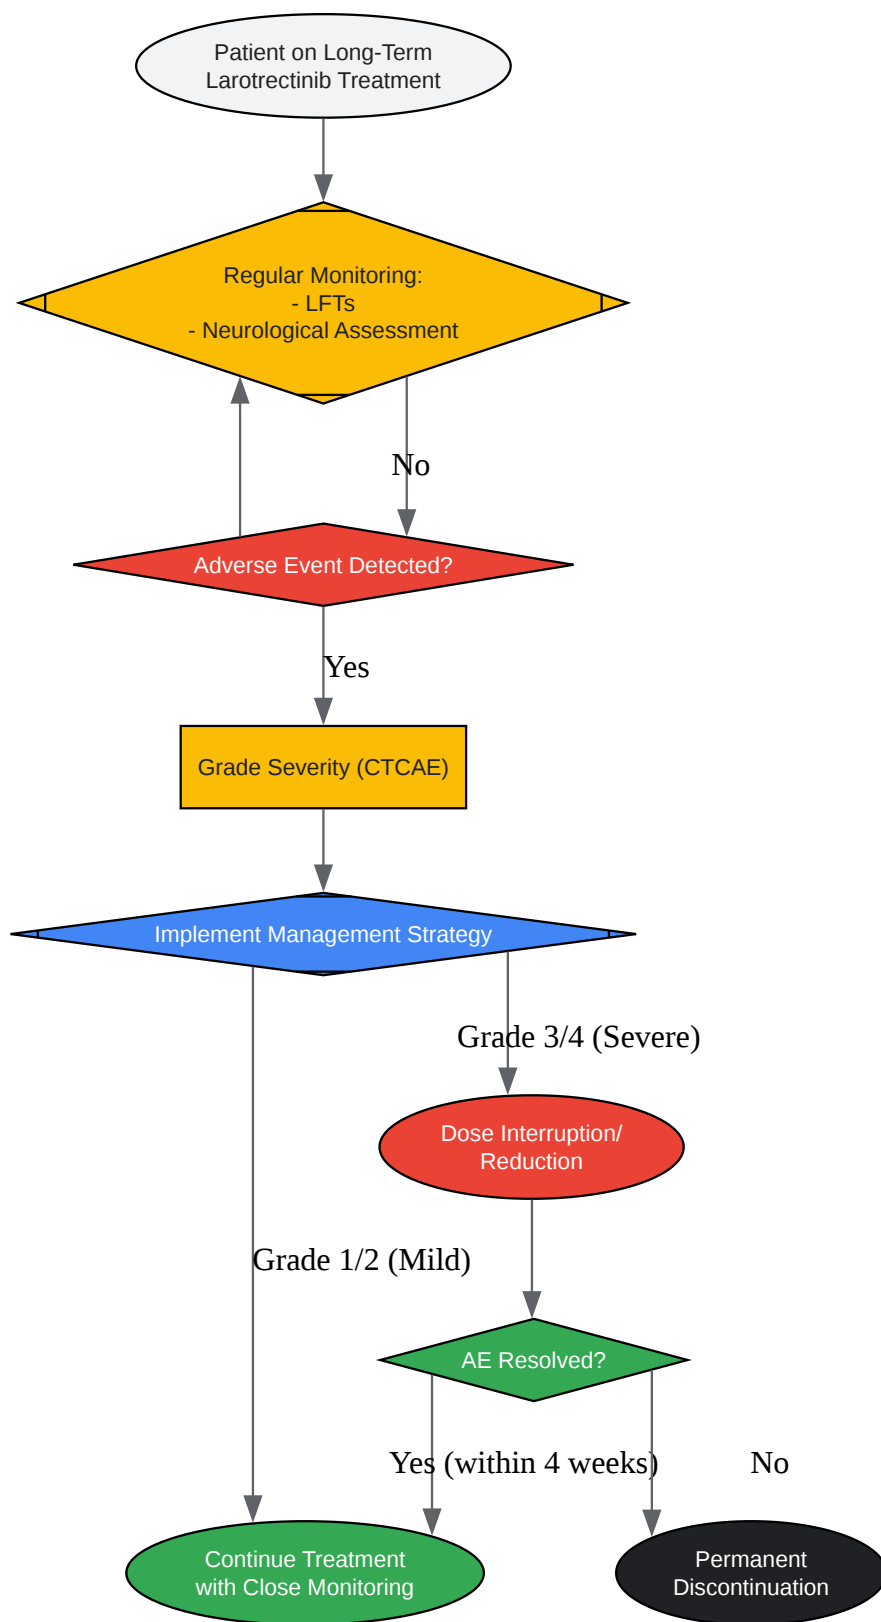 Patient on Long-Term
Larotrectinib Treatment
Regular Monitoring:
- LFTs
- Neurological Assessment
No
Adverse Event Detected?
Yes
Grade Severity (CTCAE)
Implement Management Strategy
Grade 3/4 (Severe)
Dose Interruption/
Reduction
Grade 1/2 (Mild)
AE Resolved?
Yes (within 4 weeks)
No
Continue Treatment
with Close Monitoring
Permanent
Discontinuation